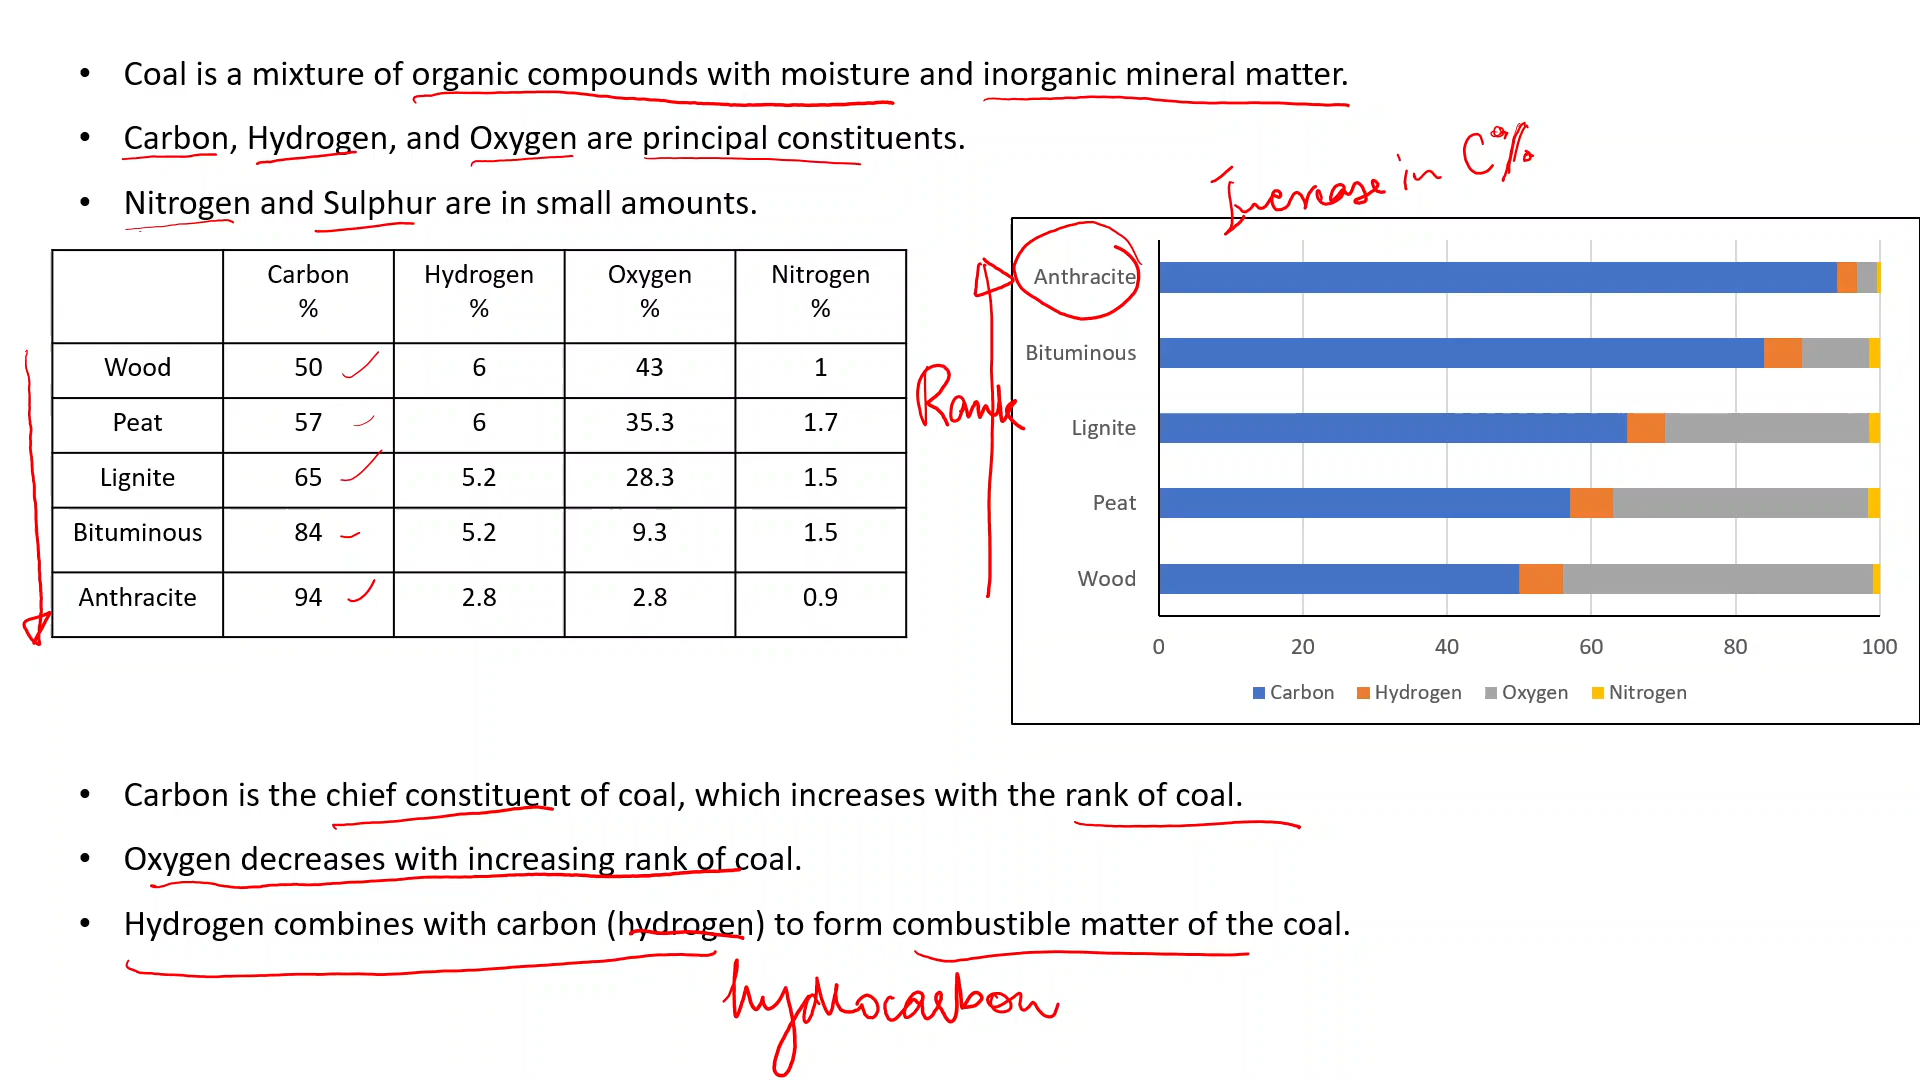 • Coal is a mixture of organic compounds with moisture and inorganic mineral matter.
• Carbon, Hydrogen, and Oxygen are principal constituents.
• Nitrogen and Sulphur are in small amounts.
Increase in C%
Carbon % Hydrogen % Oxygen % Nitrogen %
Wood 50 6 43 1
Peat 57 6 35.3 1.7
Lignite 65 5.2 28.3 1.5
Bituminous 84 5.2 9.3 1.5
Anthracite 94 2.8 2.8 0.9
Rank
Anthracite
Bituminous
Lignite
Peat
Wood
0 20 40 60 80 100
Carbon Hydrogen Oxygen Nitrogen
• Carbon is the chief constituent of coal, which increases with the rank of coal.
• Oxygen decreases with increasing rank of coal.
• Hydrogen combines with carbon (hydrogen) to form combustible matter of the coal.
hydrocarbon